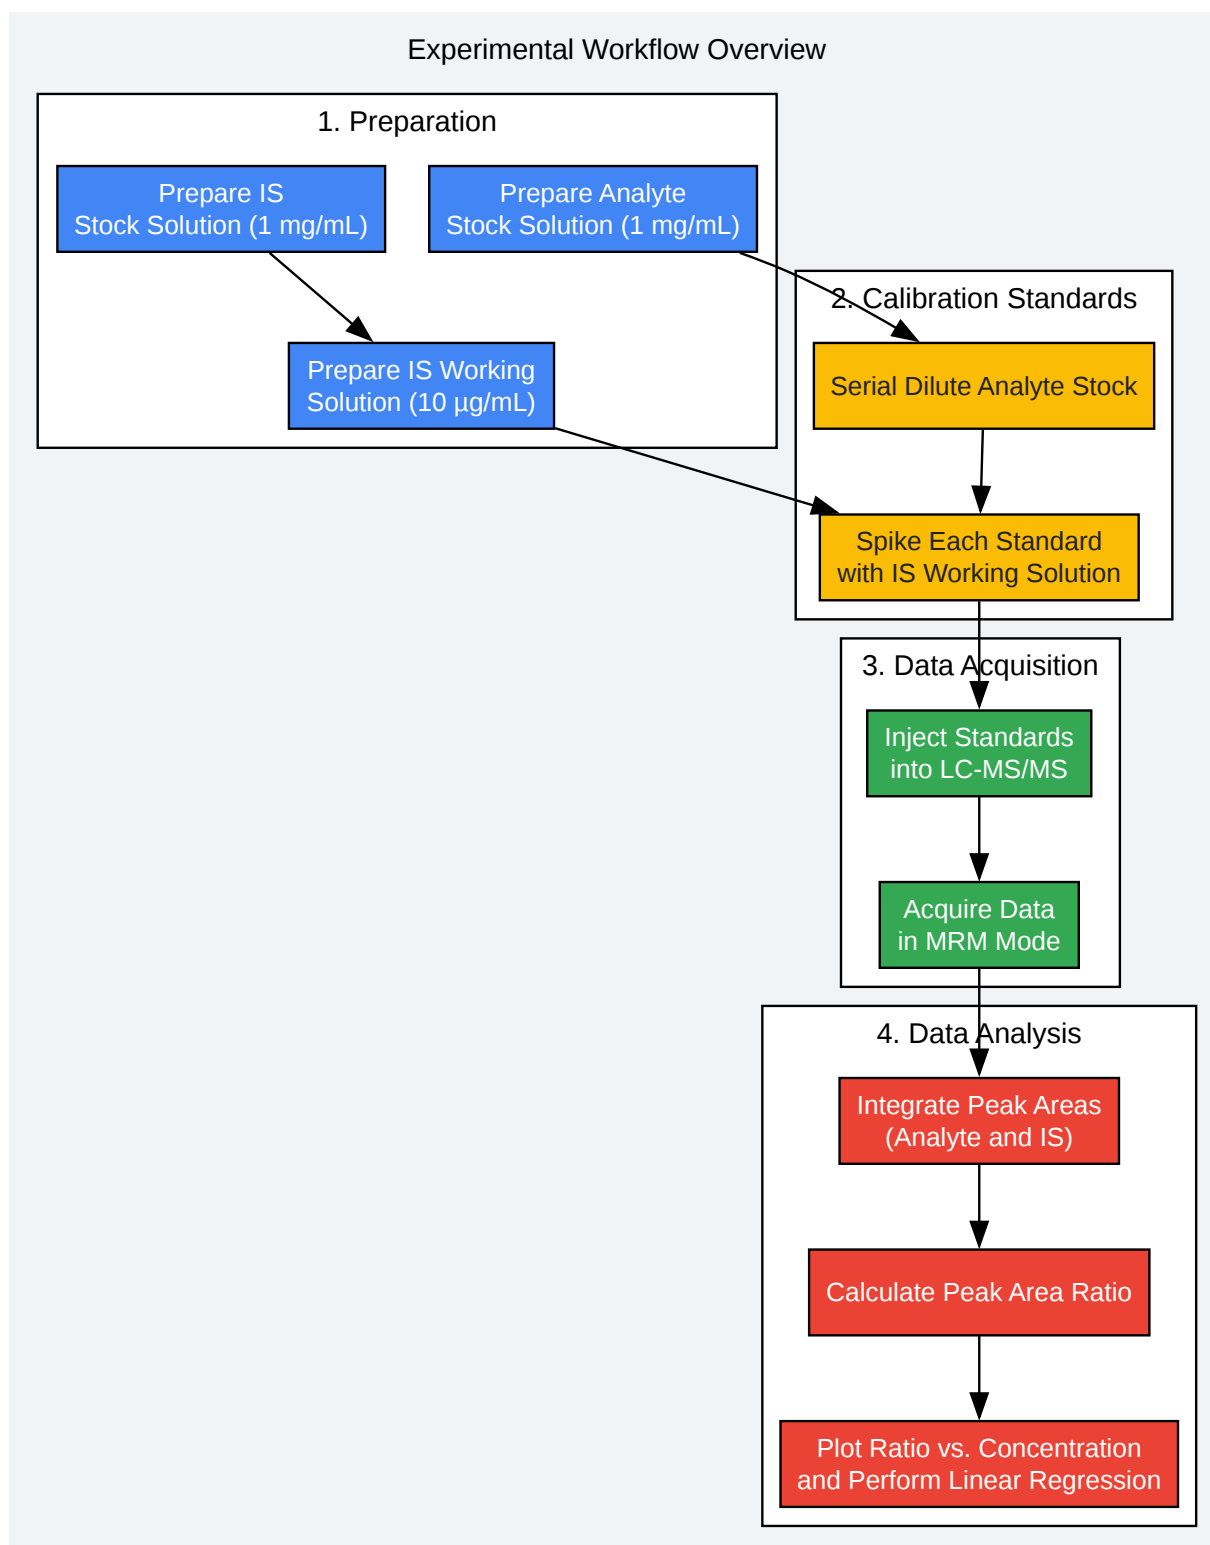 Experimental Workflow Overview
1. Preparation
Prepare IS
Stock Solution (1 mg/mL)
Prepare Analyte
Stock Solution (1 mg/mL)
Prepare IS Working
Solution (10 µg/mL)
2. Calibration Standards
Serial Dilute Analyte Stock
Spike Each Standard
with IS Working Solution
3. Data Acquisition
Inject Standards
into LC-MS/MS
Acquire Data
in MRM Mode
4. Data Analysis
Integrate Peak Areas
(Analyte and IS)
Calculate Peak Area Ratio
Plot Ratio vs. Concentration
and Perform Linear Regression